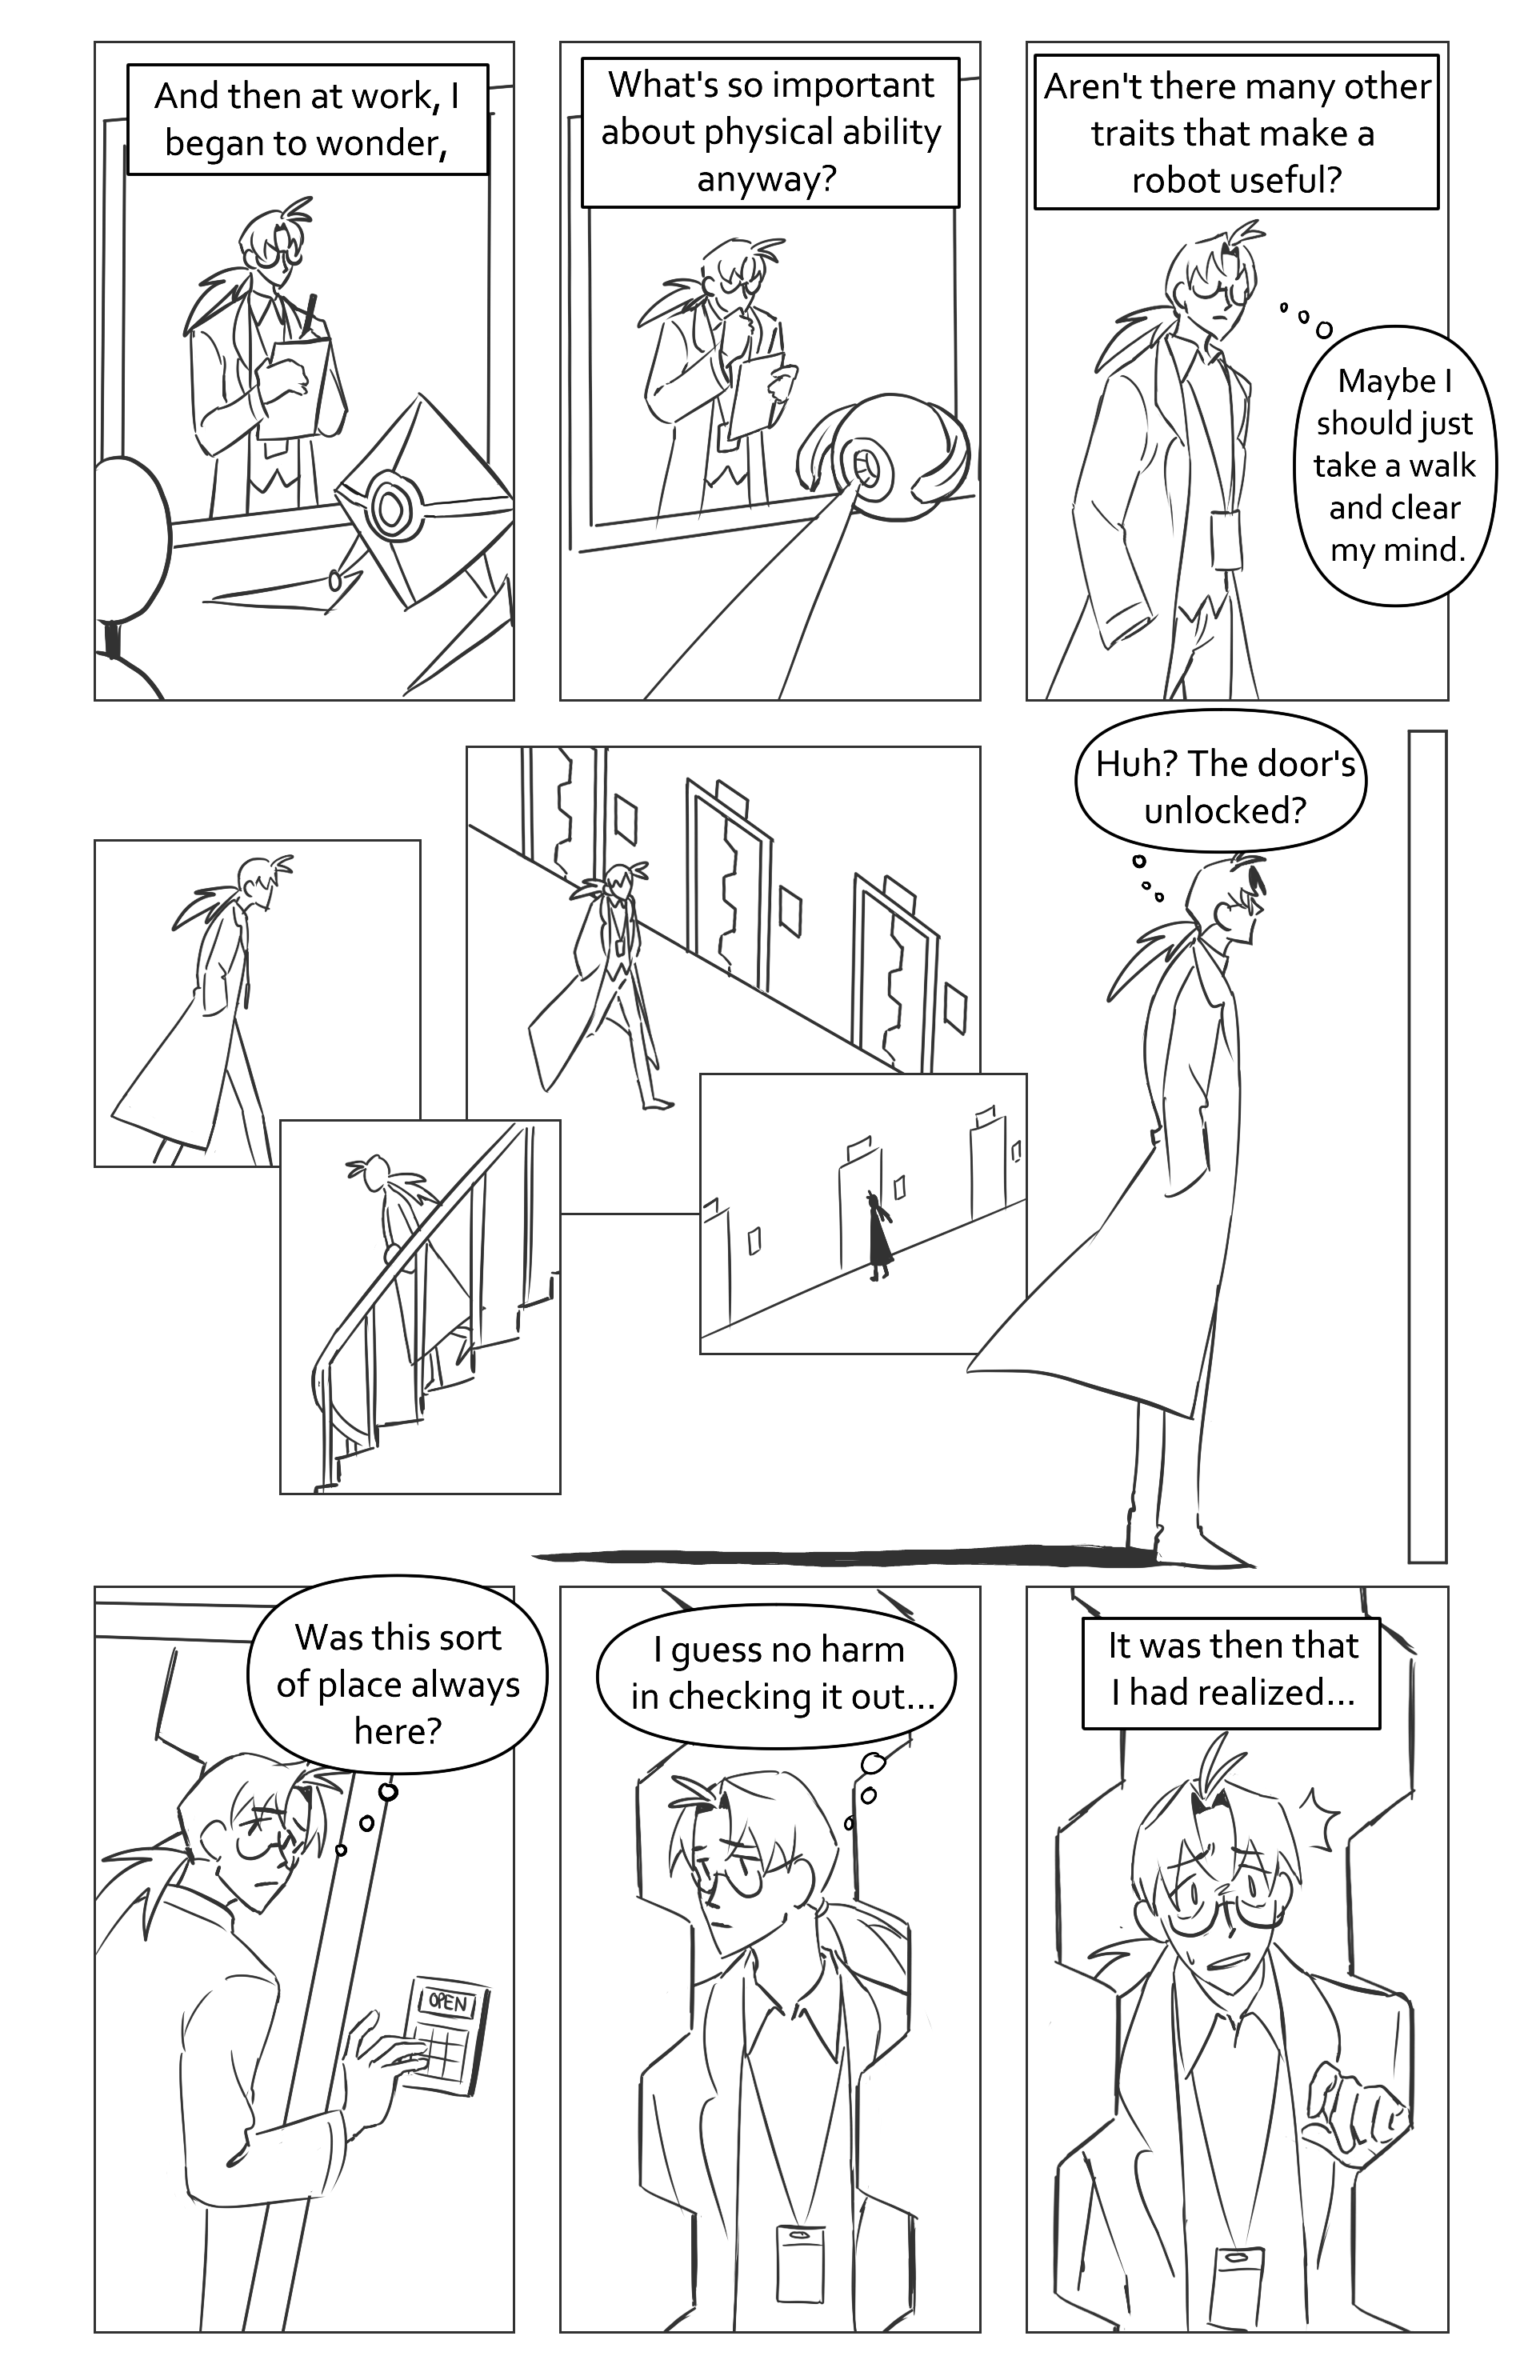 And then at work, I
began to wonder,
What's so important
about physical ability
anyway?
Aren't there many other
traits that make a
robot useful?
Maybe I
should just
take a walk
and clear
my mind.
Huh? The door's
unlocked?
Was this sort
of place always
here?
OPEN
I guess no harm
in checking it out...
It was then that
I had realized...